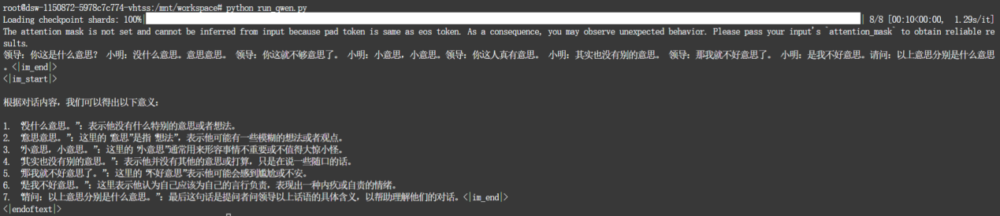 root@dsw-1150872-5978c7c774-vhtss:/mnt/workspace# python run_qwen.py
Loading checkpoint shards: 100%| | 8/8 [00:10<00:00,  1.29s/it]
The attention mask is not set and cannot be inferred from input because pad token is same as eos token. As a consequence, you may observe unexpected behavior. Please pass your input's `attention_mask` to obtain reliable re
sults.
领导：你这是什么意思？ 小明：没什么意思。意思意思。 领导：你这就不够意思了。 小明：小意思，小意思。领导：你这人真有意思。 小明：其实也没有别的意思。 领导：那我就不好意思了。 小明：是我不好意思。请问：以上意思分别是什么意思
。<|im_end|>
<|im_start|>
根据对话内容，我们可以得出以下意义：
1. “没什么意思。”：表示他没有什么特别的意思或者想法。
2. “意思意思。”：这里的“意思”是指“想法”，表示他可能有一些模糊的想法或者观点。
3. “小意思，小意思。”：这里的“小意思”通常用来形容事情不重要或不值得大惊小怪。
4. “其实也没有别的意思。”：表示他并没有其他的意思或打算，只是在说一些随口的话。
5. “那我就不好意思了。”：这里的“不好意思”表示他可能会感到尴尬或不安。
6. “是我不好意思。”：这里表示他认为自己应该为自己的言行负责，表现出一种内疚或自责的情绪。
7. “请问：以上意思分别是什么意思。”：最后这句话是提问者问领导以上话语的具体含义，以帮助理解他们的对话。<|im_end|>
<|endoftext|>